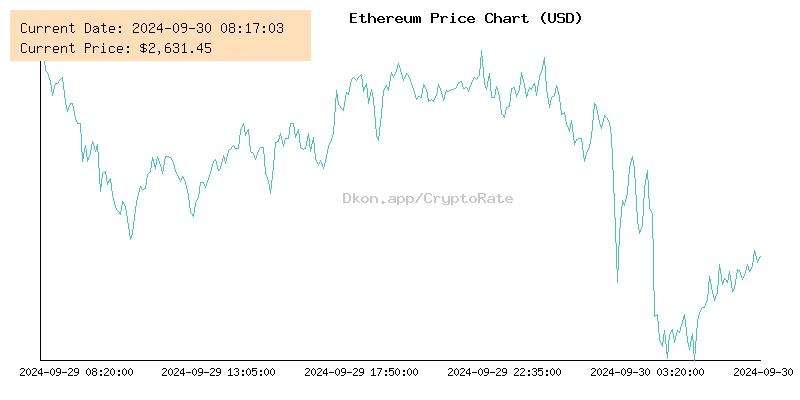 Ethereum Price Chart (USD)
Current Date: 2024-09-30 08:17:03
Current Price: $2,631.45
Dkon.app/CryptoRate
2024-09-29 08:20:00 2024-09-29 13:05:00 2024-09-29 17:50:00 2024-09-29 22:35:00 2024-09-30 03:20:00 2024-09-30